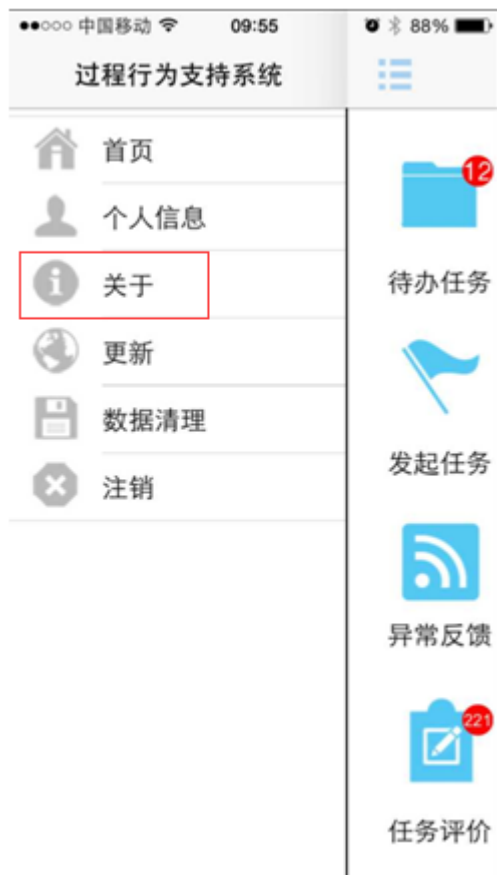 中国移动 09:55 88%
过程行为支持系统
首页
个人信息
关于
更新
数据清理
注销
12
待办任务
发起任务
异常反馈
221
任务评价